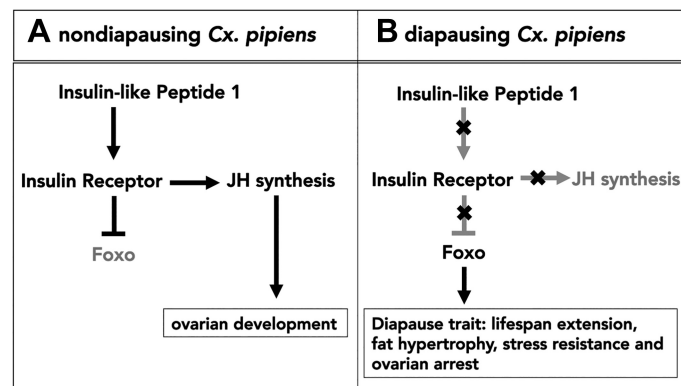 A nondiapausing Cx. pipiens
B diapausing Cx. pipiens
Insulin-like Peptide 1
Insulin Receptor
JH synthesis
Foxo
ovarian development
Insulin-like Peptide 1
Insulin Receptor
JH synthesis
Foxo
Diapause trait: lifespan extension,
fat hypertrophy, stress resistance and
ovarian arrest